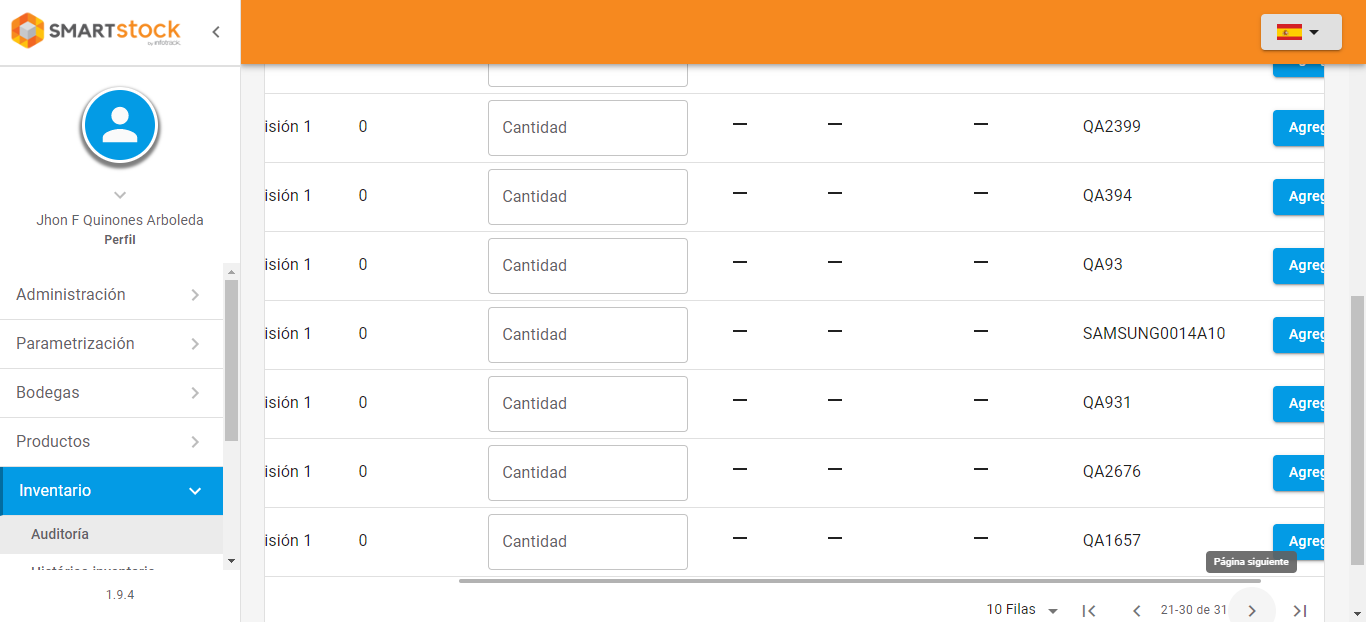 SMARTstock
by infotrack.
Jhon F Quinones Arboleda
Perfil
Administración
Parametrización
Bodegas
Productos
Inventario
Auditoría
Histórico inventario
1.9.4
isión 1 0 Cantidad — — — QA2399 Agreg
isión 1 0 Cantidad — — — QA394 Agreg
isión 1 0 Cantidad — — — QA93 Agreg
isión 1 0 Cantidad — — — SAMSUNG0014A10 Agreg
isión 1 0 Cantidad — — — QA931 Agreg
isión 1 0 Cantidad — — — QA2676 Agreg
isión 1 0 Cantidad — — — QA1657 Agreg
Página siguiente
10 Filas 21-30 de 31